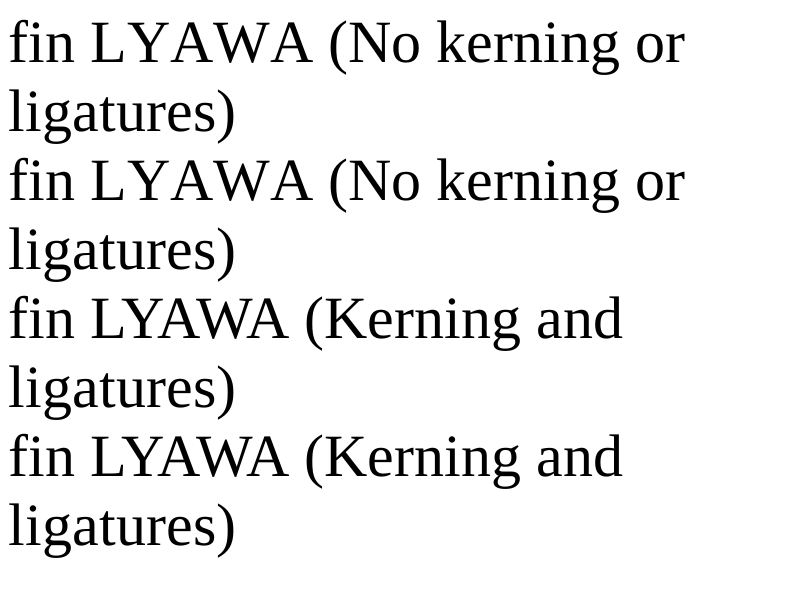 fin LYAWA (No kerning or
ligatures)
fin LYAWA (No kerning or
ligatures)
fin LYAWA (Kerning and
ligatures)
fin LYAWA (Kerning and
ligatures)